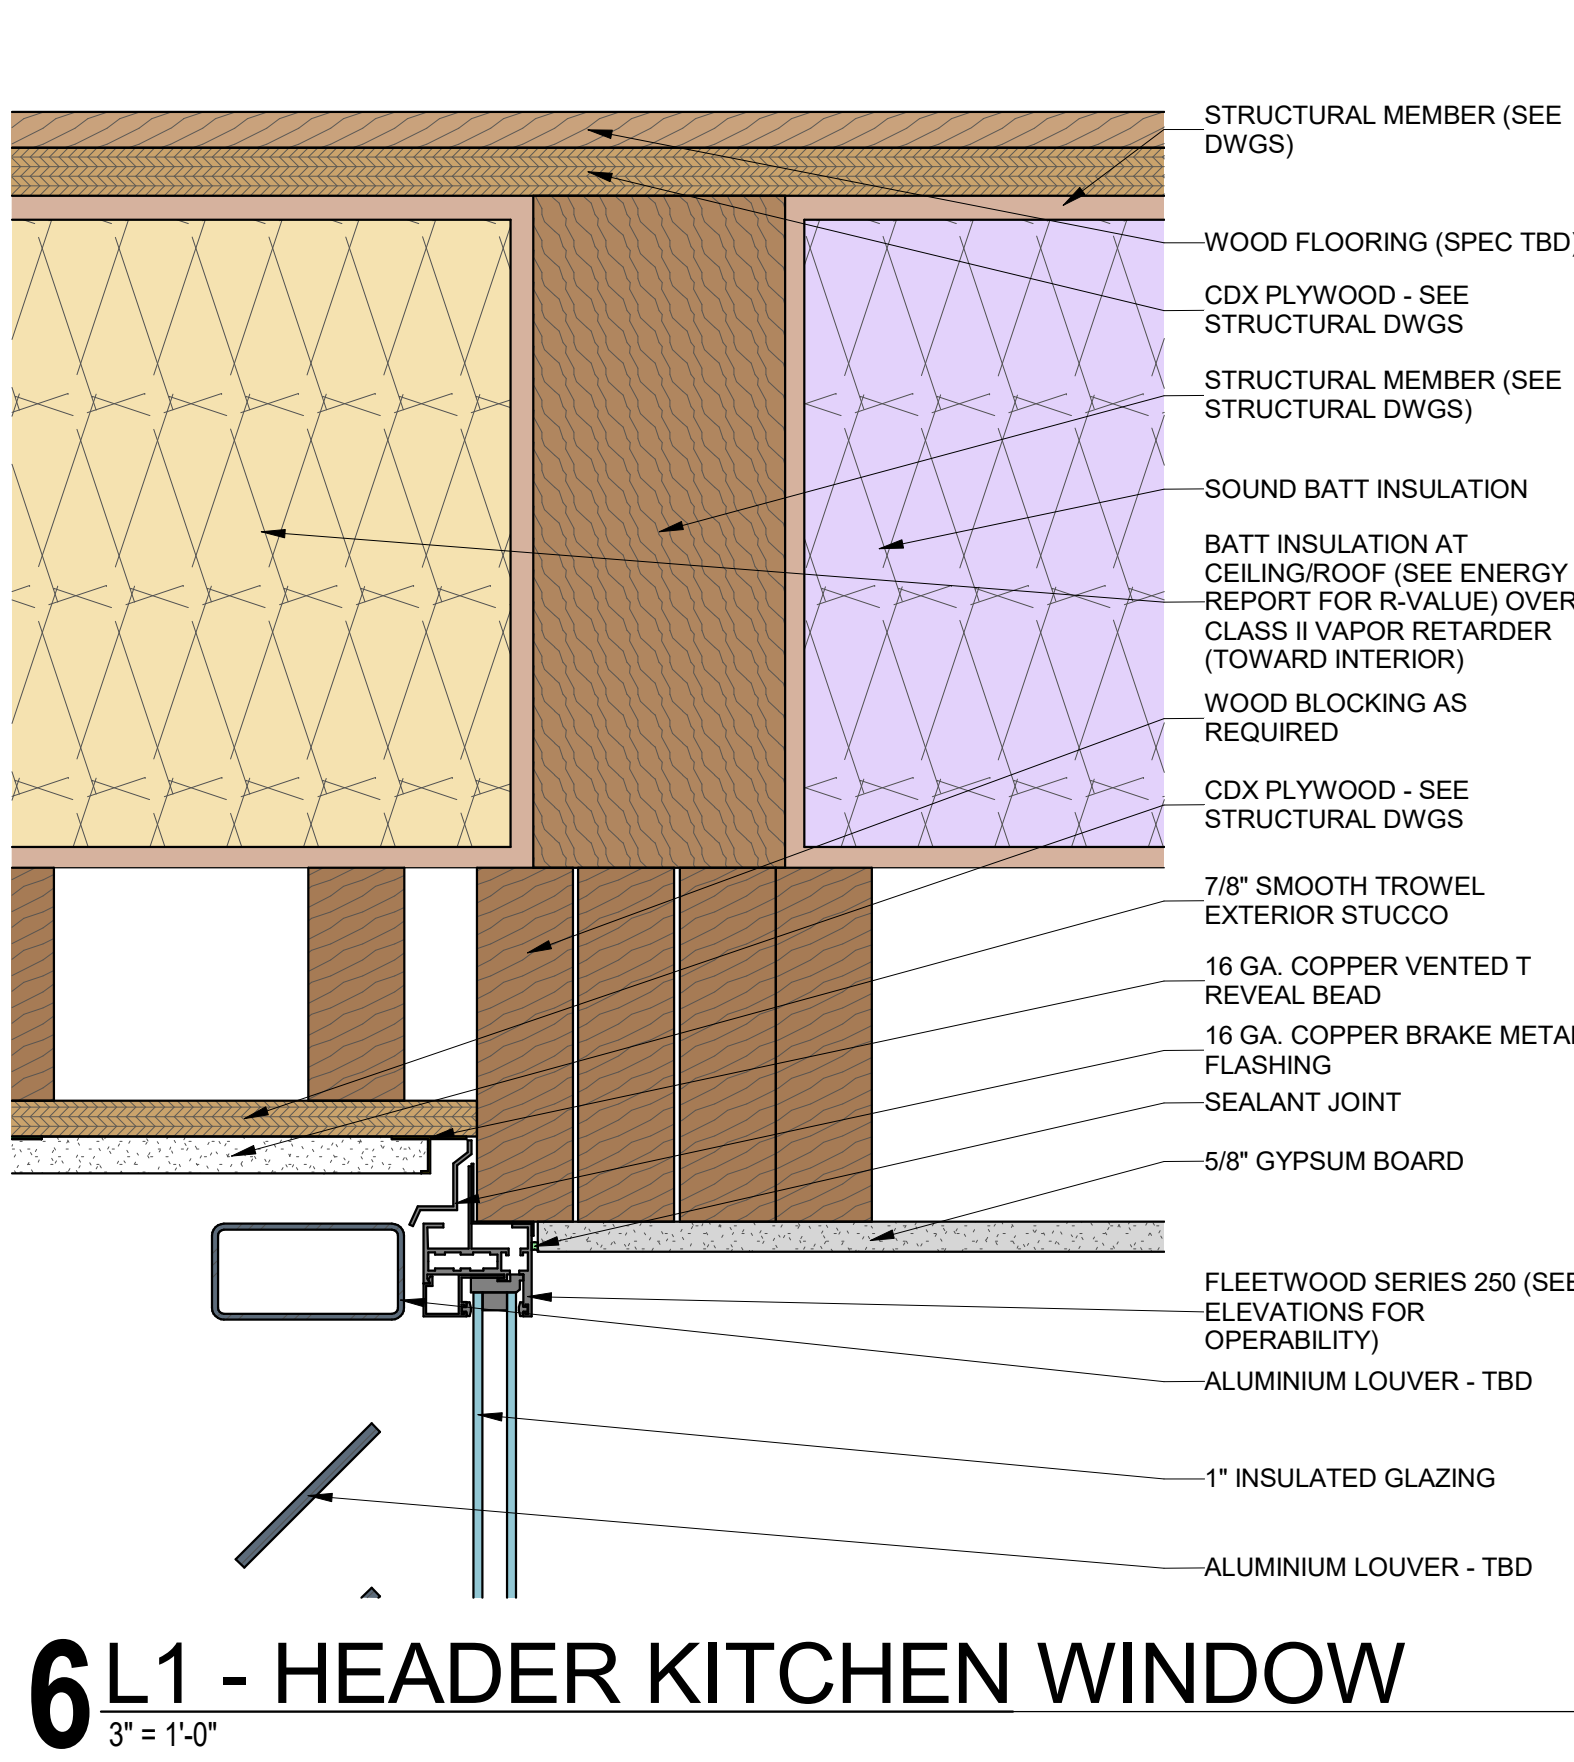 STRUCTURAL MEMBER (SEE
DWGS)
WOOD FLOORING (SPEC TBD)
CDX PLYWOOD - SEE
STRUCTURAL DWGS
STRUCTURAL MEMBER (SEE
STRUCTURAL DWGS)
SOUND BATT INSULATION
BATT INSULATION AT
CEILING/ROOF (SEE ENERGY
REPORT FOR R-VALUE) OVER
CLASS II VAPOR RETARDER
(TOWARD INTERIOR)
WOOD BLOCKING AS
REQUIRED
CDX PLYWOOD - SEE
STRUCTURAL DWGS
7/8" SMOOTH TROWEL
EXTERIOR STUCCO
16 GA. COPPER VENTED T
REVEAL BEAD
16 GA. COPPER BRAKE METAL
FLASHING
SEALANT JOINT
5/8" GYPSUM BOARD
FLEETWOOD SERIES 250 (SEE
ELEVATIONS FOR
OPERABILITY)
ALUMINIUM LOUVER - TBD
1" INSULATED GLAZING
ALUMINIUM LOUVER - TBD
6 L1 - HEADER KITCHEN WINDOW
3" = 1'-0"